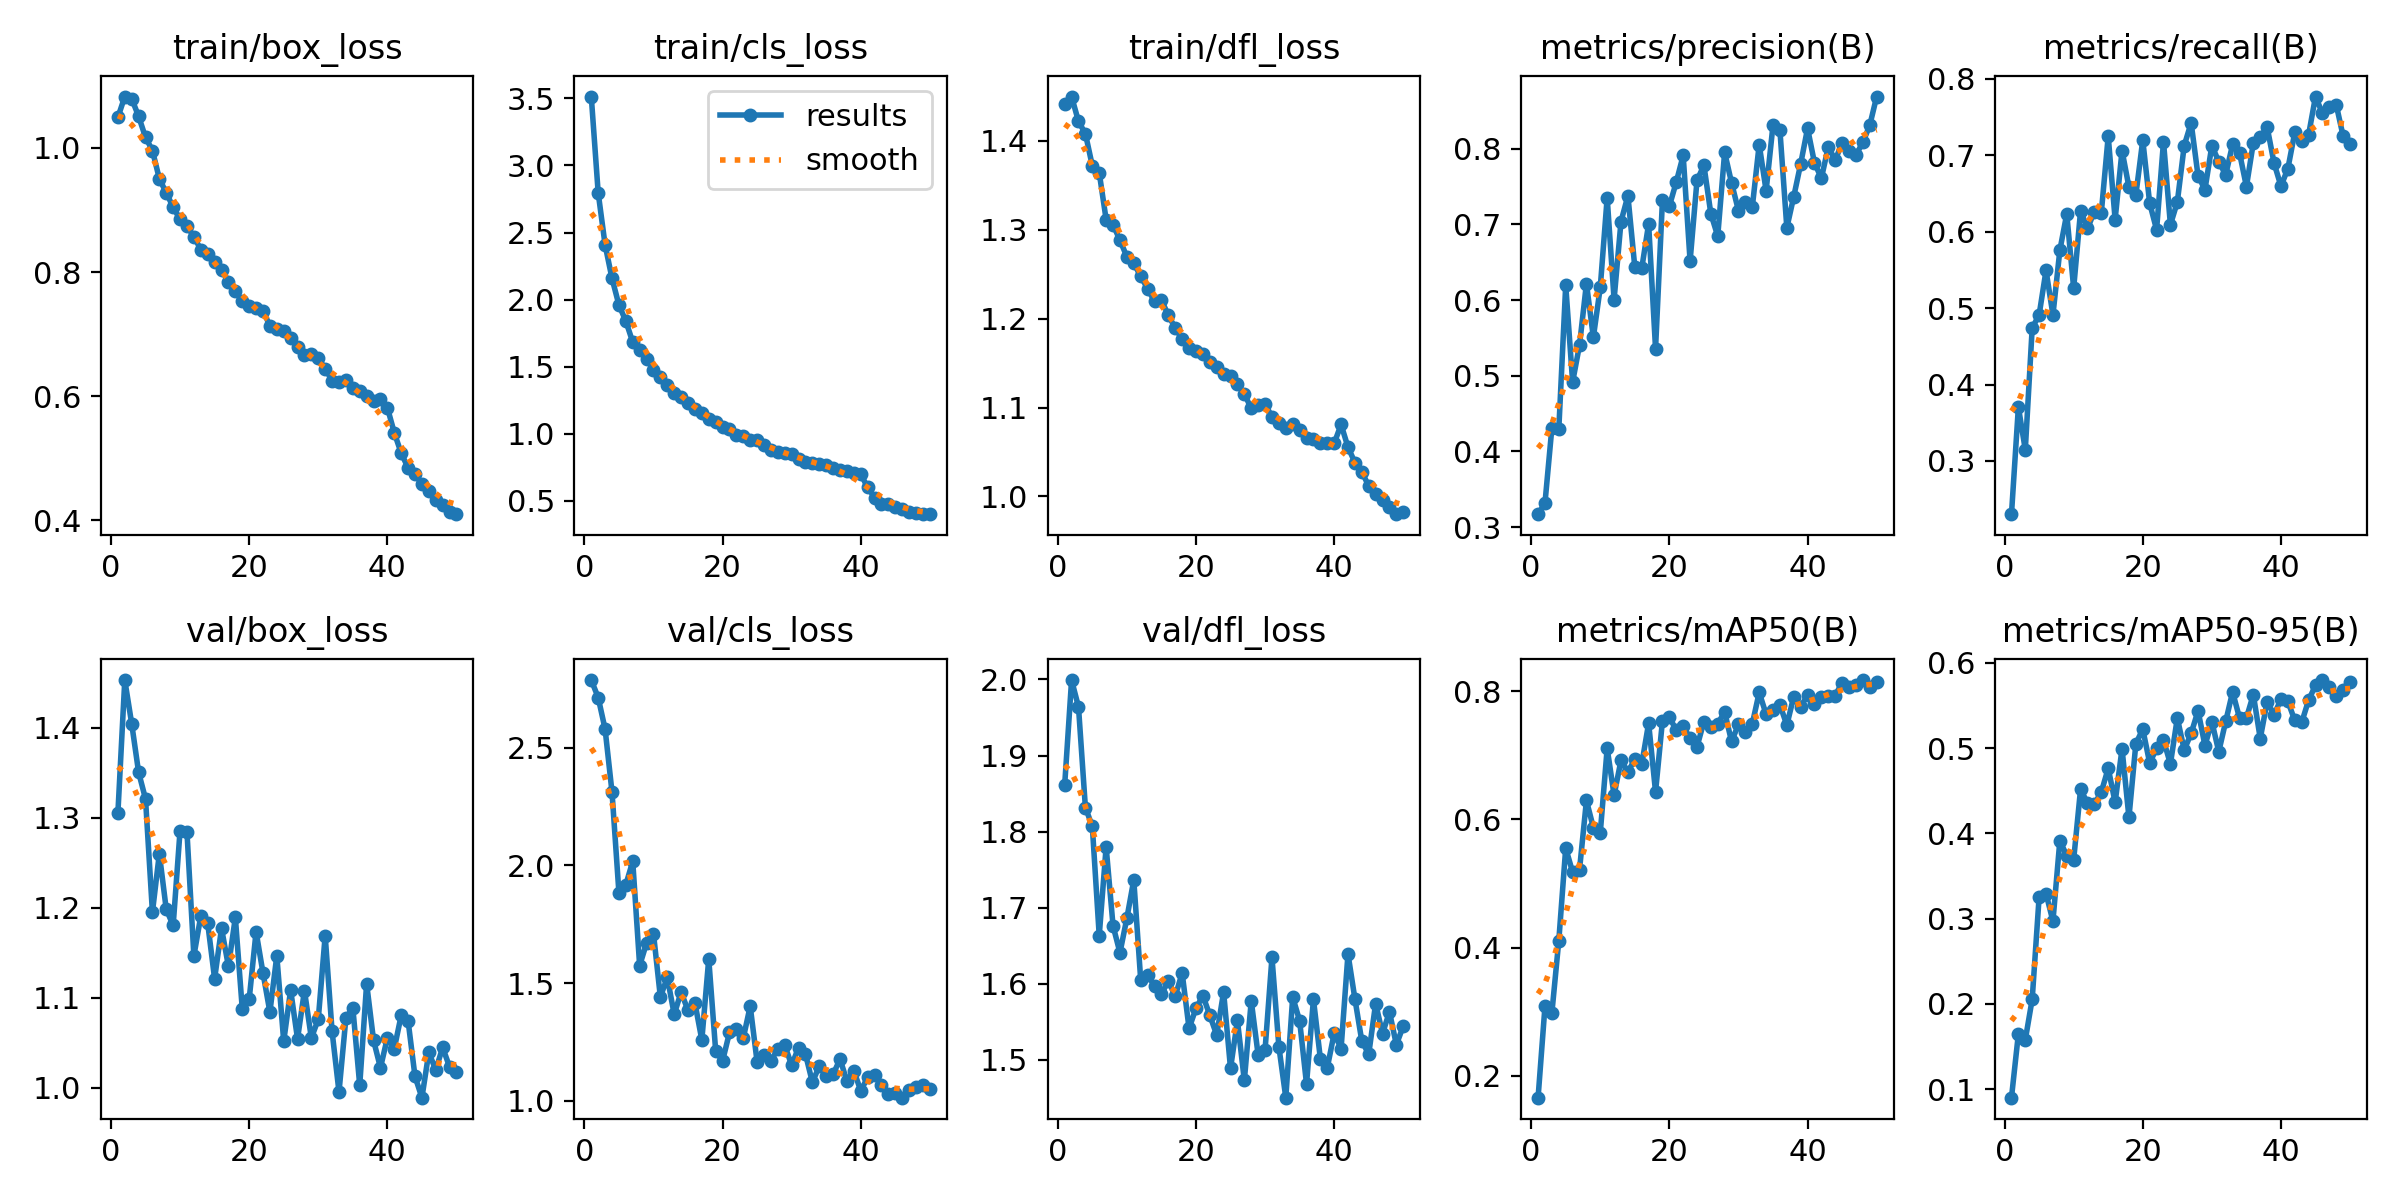 train/box_loss
1.0
0.8
0.6
0.4
0 20 40
train/cls_loss
results
smooth
3.5
3.0
2.5
2.0
1.5
1.0
0.5
0 20 40
train/dfl_loss
1.4
1.3
1.2
1.1
1.0
0 20 40
metrics/precision(B)
0.8
0.7
0.6
0.5
0.4
0.3
0 20 40
metrics/recall(B)
0.8
0.7
0.6
0.5
0.4
0.3
0 20 40
val/box_loss
1.4
1.3
1.2
1.1
1.0
0 20 40
val/cls_loss
2.5
2.0
1.5
1.0
0 20 40
val/dfl_loss
2.0
1.9
1.8
1.7
1.6
1.5
0 20 40
metrics/mAP50(B)
0.8
0.6
0.4
0.2
0 20 40
metrics/mAP50-95(B)
0.6
0.5
0.4
0.3
0.2
0.1
0 20 40